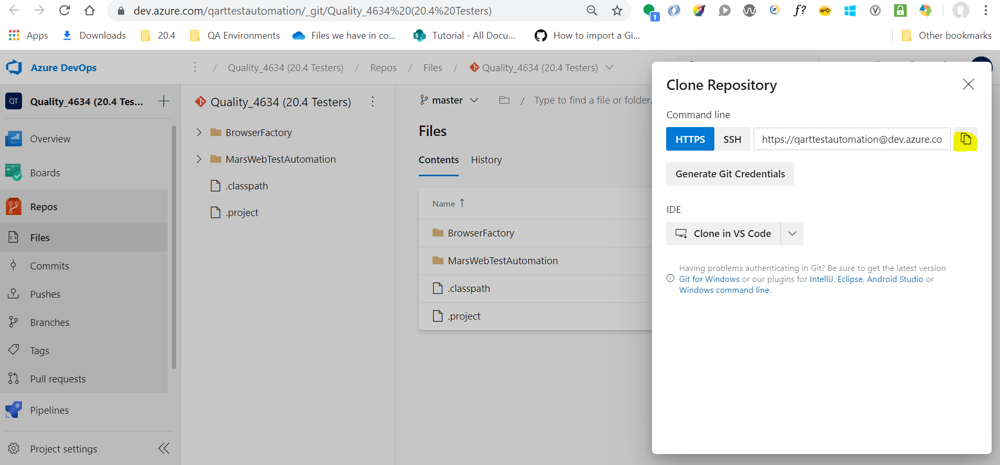 dev.azure.com/qarttestautomation/_git/Quality_4634%20(20.4%20Testers)
1
ƒ?
1
Apps
Downloads
20.4
QA Environments
Files we have in co...
Tutorial - All Docu...
How to import a Gi...
Other bookmarks
Azure DevOps
/ Quality_4634 (20.4 Testers) / Repos / Files / Quality_4634 (20.4 Testers)
QT
Quality_4634 (20.4 Tes...
Overview
Boards
Repos
Files
Commits
Pushes
Branches
Tags
Pull requests
Pipelines
Project settings
Quality_4634 (20.4 Testers)
BrowserFactory
MarsWebTestAutomation
.classpath
.project
master
/ Type to find a file or folder.
Files
Contents
History
Name
BrowserFactory
MarsWebTestAutomation
.classpath
.project
Clone Repository
Command line
HTTPS
SSH
https://qarttestautomation@dev.azure.co
Generate Git Credentials
IDE
Clone in VS Code
Having problems authenticating in Git? Be sure to get the latest version
Git for Windows or our plugins for IntelliJ, Eclipse, Android Studio or
Windows command line.